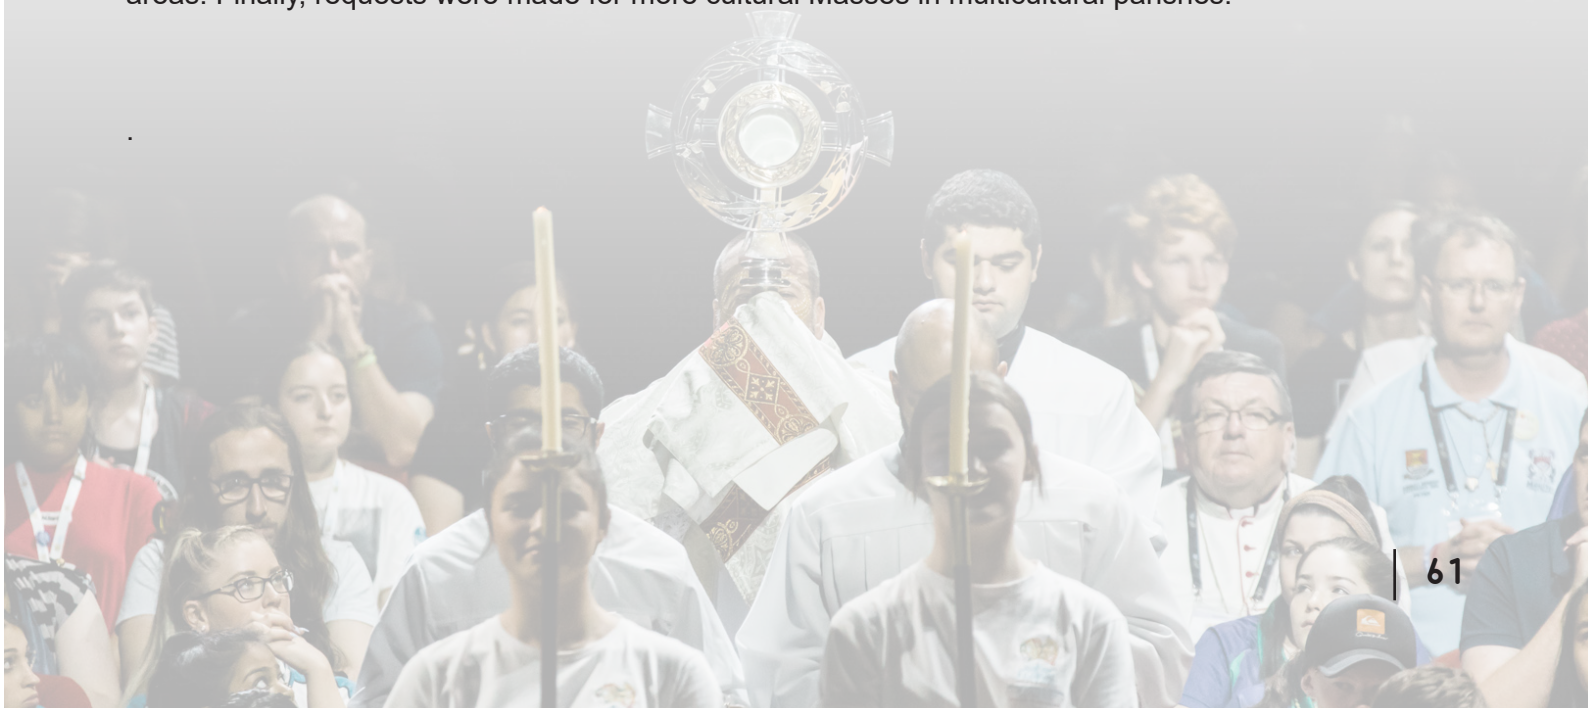 areas. Finally, requests were made for more cultural Masses in multicultural parishes.
.
61